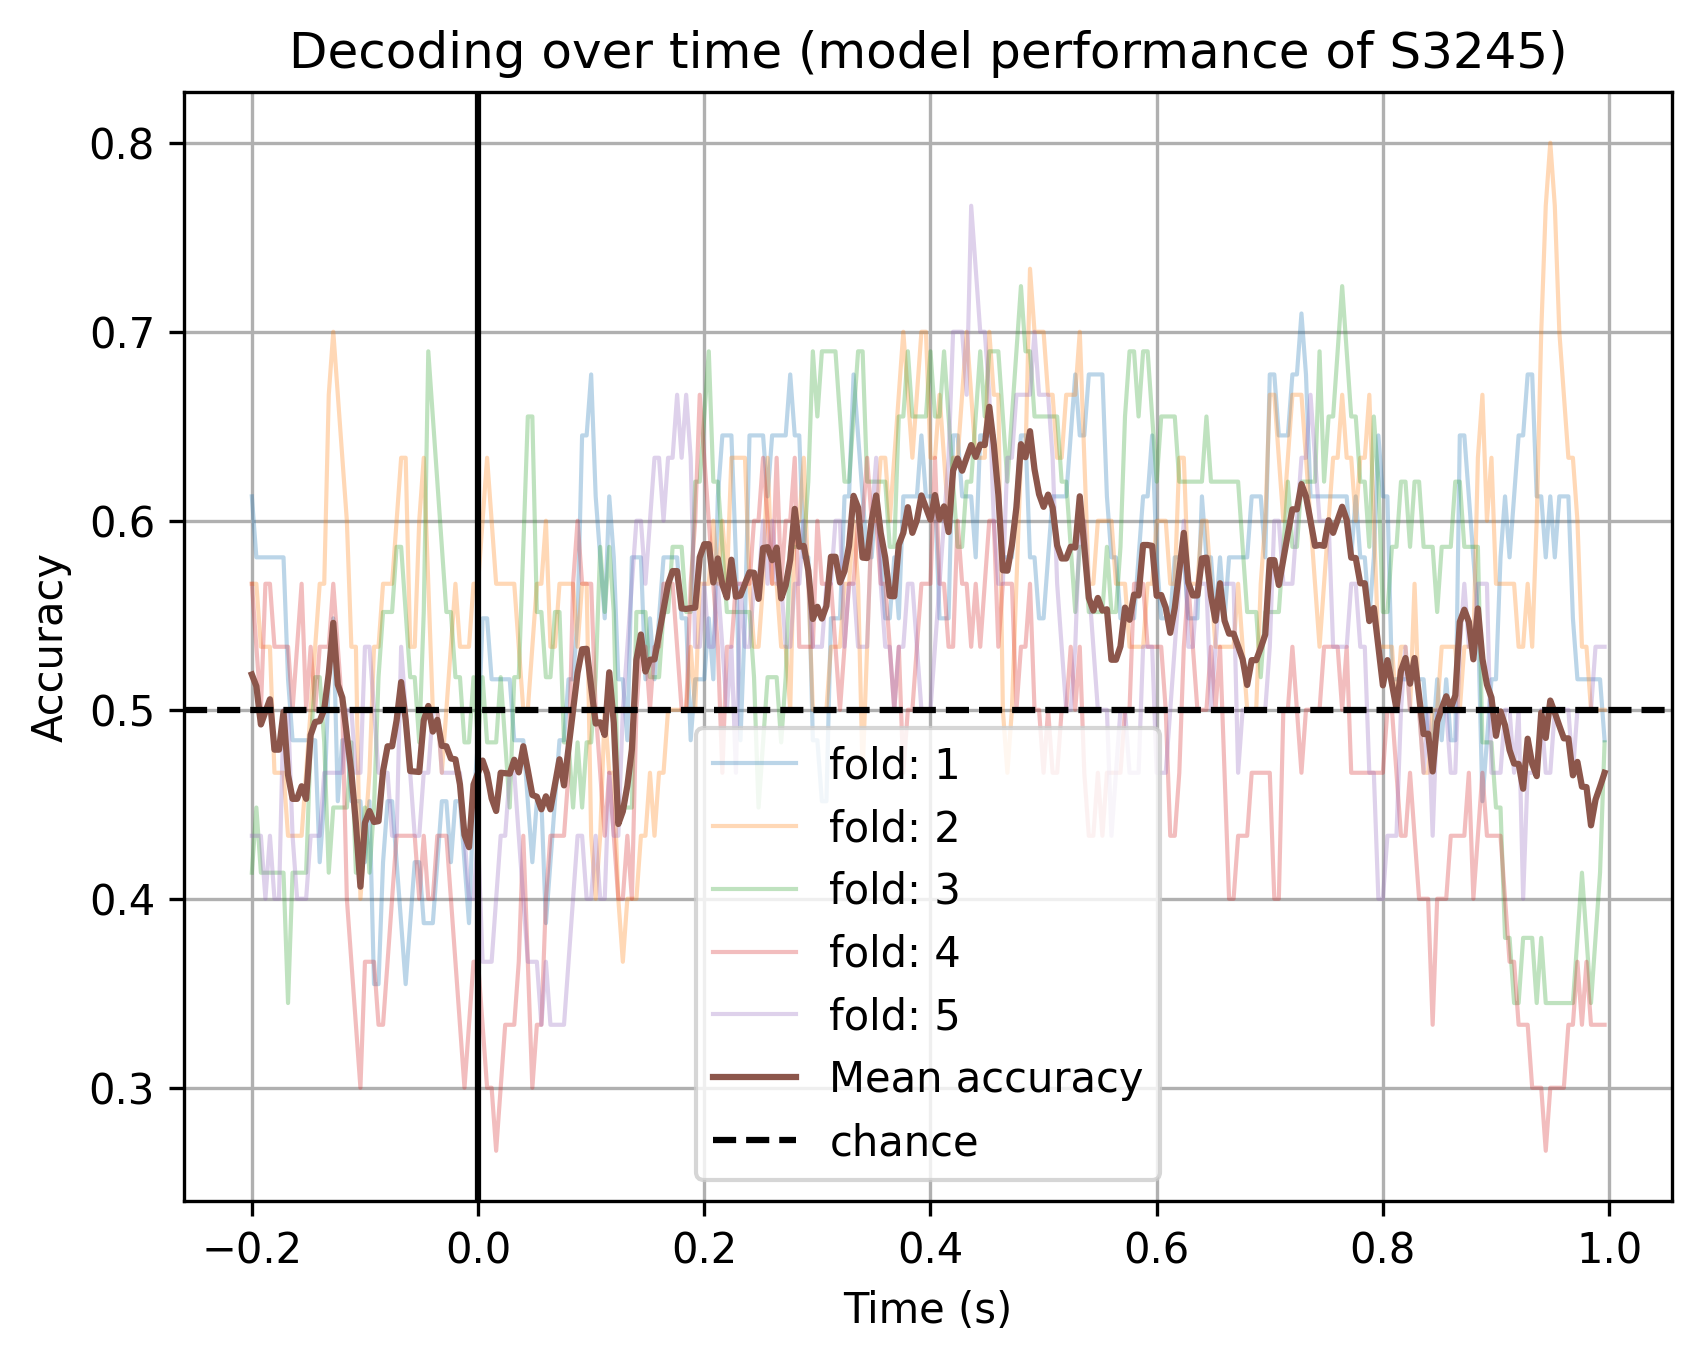 Decoding over time (model performance of S3245)
Accuracy
0.8
0.7
0.6
0.5
0.4
0.3
fold: 1
fold: 2
fold: 3
fold: 4
fold: 5
Mean accuracy
chance
−0.2 0.0 0.2 0.4 0.6 0.8 1.0
Time (s)